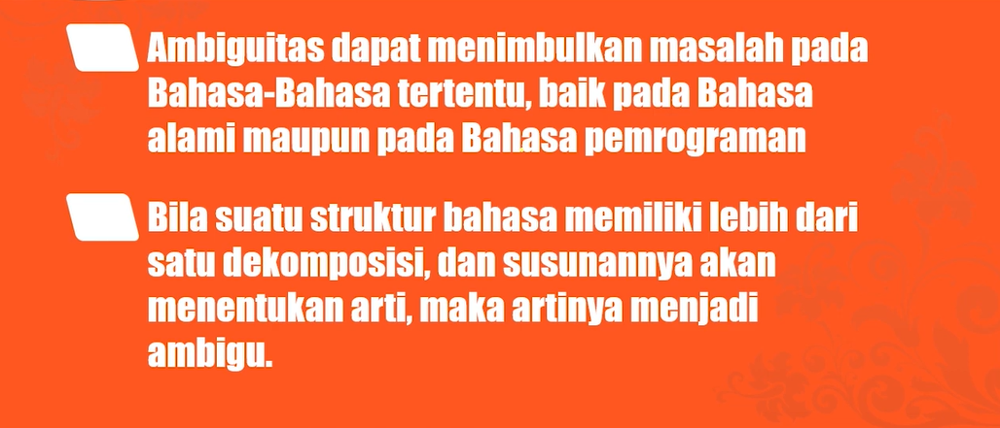 Ambiguitas dapat menimbulkan masalah pada
Bahasa-Bahasa tertentu, baik pada Bahasa
alami maupun pada Bahasa pemrograman
Bila suatu struktur bahasa memiliki lebih dari
satu dekomposisi, dan susunannya akan
menentukan arti, maka artinya menjadi
ambigu.